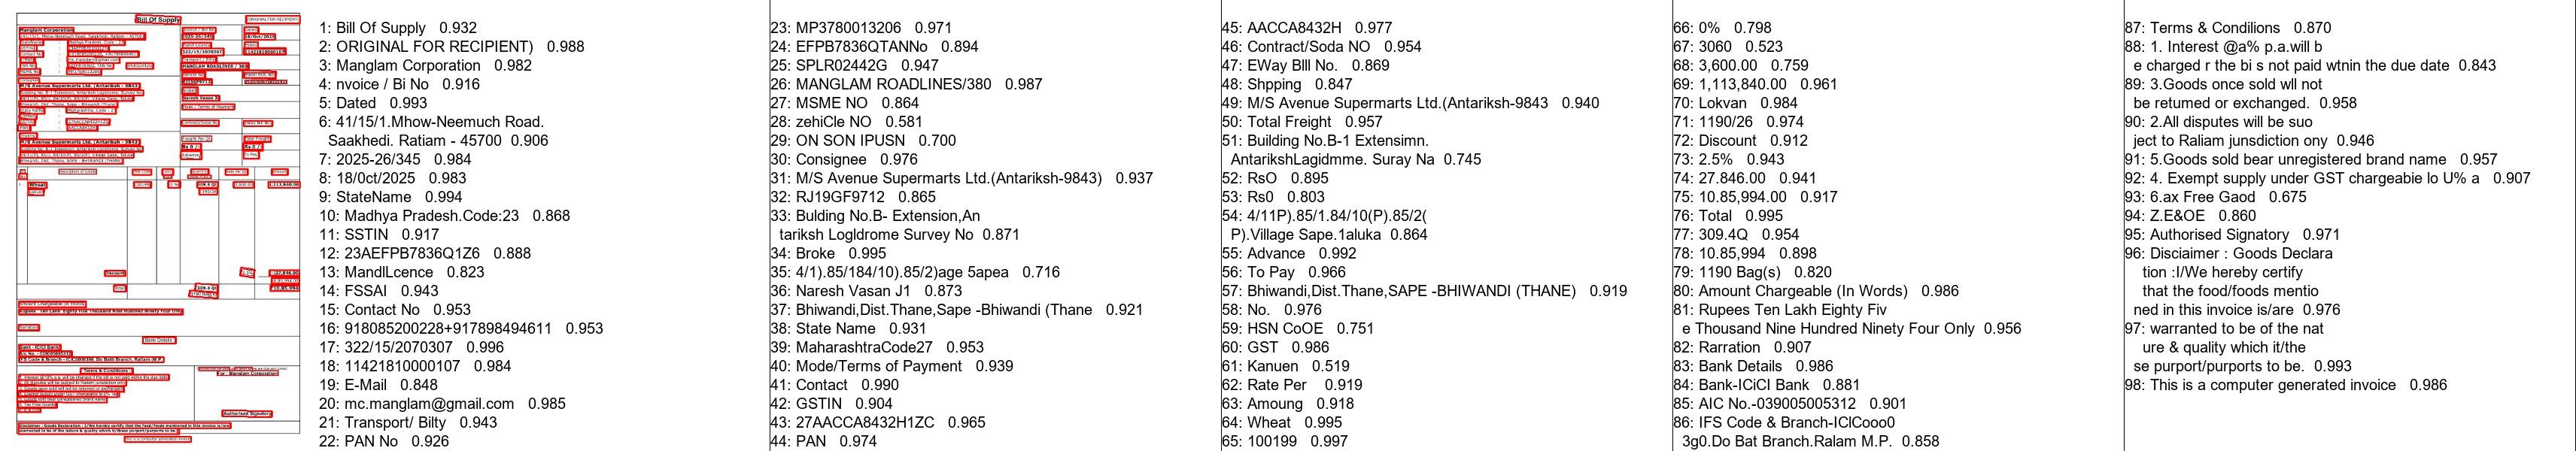 1: Bill Of Supply 0.932
2: ORIGINAL FOR RECIPIENT) 0.988
3: Manglam Corporation 0.982
4: nvoice / Bi No 0.916
5: Dated 0.993
6: 41/15/1.Mhow-Neemuch Road.
Saakhedi. Ratiam - 45700 0.906
7: 2025-26/345 0.984
8: 18/0ct/2025 0.983
9: StateName 0.994
10: Madhya Pradesh.Code:23 0.868
11: SSTIN 0.917
12: 23AEFPB7836Q1Z6 0.888
13: MandlLcence 0.823
14: FSSAI 0.943
15: Contact No 0.953
16: 918085200228+917898494611 0.953
17: 322/15/2070307 0.996
18: 11421810000107 0.984
19: E-Mail 0.848
20: mc.manglam@gmail.com 0.985
21: Transport/ Bilty 0.943
22: PAN No 0.926
23: MP3780013206 0.971
24: EFPB7836QTANNo 0.894
25: SPLR02442G 0.947
26: MANGLAM ROADLINES/380 0.987
27: MSME NO 0.864
28: zehiCle NO 0.581
29: ON SON IPUSN 0.700
30: Consignee 0.976
31: M/S Avenue Supermarts Ltd.(Antariksh-9843) 0.937
32: RJ19GF9712 0.865
33: Bulding No.B- Extension,An
tariksh Logldrome Survey No 0.871
34: Broke 0.995
35: 4/1).85/184/10).85/2)age 5apea 0.716
36: Naresh Vasan J1 0.873
37: Bhiwandi,Dist.Thane,Sape -Bhiwandi (Thane 0.921
38: State Name 0.931
39: MaharashtraCode27 0.953
40: Mode/Terms of Payment 0.939
41: Contact 0.990
42: GSTIN 0.904
43: 27AACCA8432H1ZC 0.965
44: PAN 0.974
45: AACCA8432H 0.977
46: Contract/Soda NO 0.954
47: EWay Blll No. 0.869
48: Shpping 0.847
49: M/S Avenue Supermarts Ltd.(Antariksh-9843 0.940
50: Total Freight 0.957
51: Building No.B-1 Extensimn.
AntarikshLagidmme. Suray Na 0.745
52: RsO 0.895
53: Rs0 0.803
54: 4/11P).85/1.84/10(P).85/2(
P).Village Sape.1aluka 0.864
55: Advance 0.992
56: To Pay 0.966
57: Bhiwandi,Dist.Thane,SAPE -BHIWANDI (THANE) 0.919
58: No. 0.976
59: HSN CoOE 0.751
60: GST 0.986
61: Kanuen 0.519
62: Rate Per 0.919
63: Amoung 0.918
64: Wheat 0.995
65: 100199 0.997
66: 0% 0.798
67: 3060 0.523
68: 3,600.00 0.759
69: 1,113,840.00 0.961
70: Lokvan 0.984
71: 1190/26 0.974
72: Discount 0.912
73: 2.5% 0.943
74: 27.846.00 0.941
75: 10.85,994.00 0.917
76: Total 0.995
77: 309.4Q 0.954
78: 10.85,994 0.898
79: 1190 Bag(s) 0.820
80: Amount Chargeable (In Words) 0.986
81: Rupees Ten Lakh Eighty Fiv
e Thousand Nine Hundred Ninety Four Only 0.956
82: Rarration 0.907
83: Bank Details 0.986
84: Bank-ICiCI Bank 0.881
85: AIC No.-039005005312 0.901
86: IFS Code & Branch-ICICooo0
3g0.Do Bat Branch.Ralam M.P. 0.858
87: Terms & Condilions 0.870
88: 1. Interest @a% p.a.will b
e charged r the bi s not paid wtnin the due date 0.843
89: 3.Goods once sold wll not
be retumed or exchanged. 0.958
90: 2.All disputes will be suo
ject to Raliam jusndiction ony 0.946
91: 5.Goods sold bear unregistered brand name 0.957
92: 4. Exempt supply under GST chargeabie lo U% a 0.907
93: 6.ax Free Gaod 0.675
94: Z.E&OE 0.860
95: Authorised Signatory 0.971
96: Disciaimer : Goods Declara
tion :I/We hereby certify
that the food/foods mentio
ned in this invoice is/are 0.976
97: warranted to be of the nat
ure & quality which it/the
se purport/purports to be. 0.993
98: This is a computer generated invoice 0.986